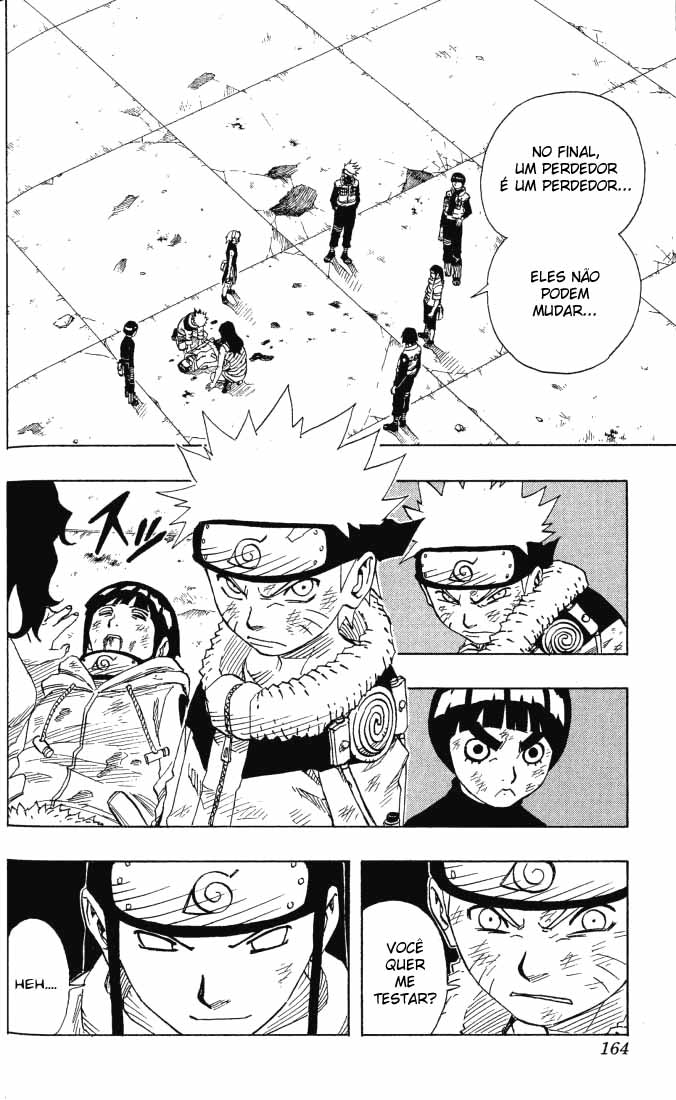 NO FINAL,
UM PERDEDOR
É UM PERDEDOR...
ELES NÃO
PODEM
MUDAR...
スッ
VOCÊ
QUER
ME
TESTAR?
HEH....
164